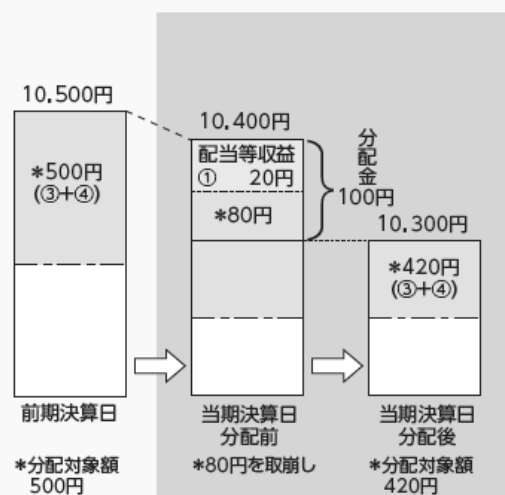 10,500円
*500円
(③+④)
前期決算日
*分配対象額
500円
10,400円
配当等収益
① 20円
*80円
分配金
100円
当期決算日
分配前
*80円を取崩し
10,300円
*420円
(③+④)
当期決算日
分配後
*分配対象額
420円